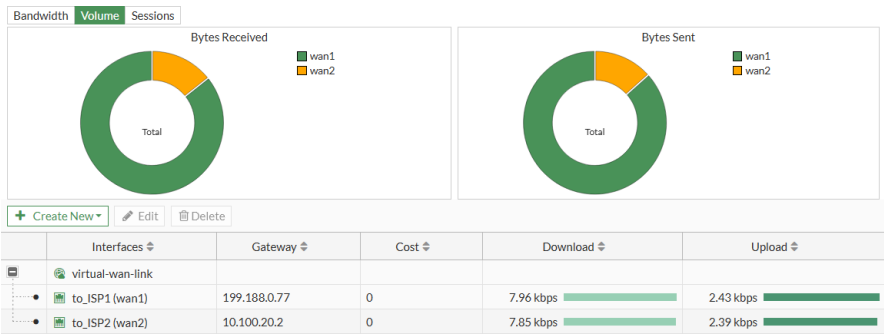 Bandwidth Volume Sessions
Bytes Received
wan1
wan2
Total
Bytes Sent
wan1
wan2
Total
Create New Edit Delete
Interfaces Gateway Cost Download Upload
virtual-wan-link
to_ISP1 (wan1) 199.188.0.77 0 7.96 kbps 2.43 kbps
to_ISP2 (wan2) 10.100.20.2 0 7.85 kbps 2.39 kbps